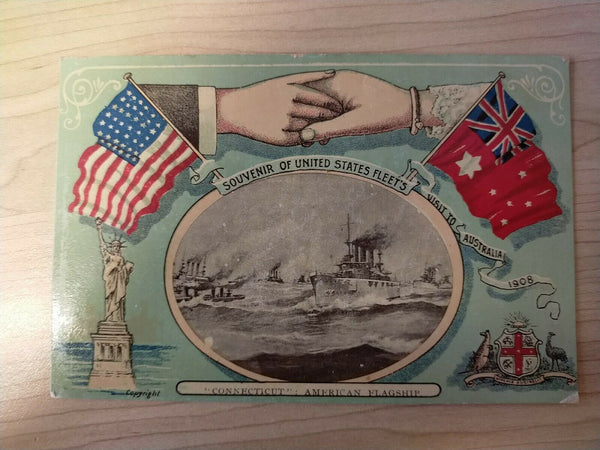 SOUVENIR OF UNITED STATES FLEET'S
VISIT TO
AUSTRALIA
1908
"CONNECTICUT"; AMERICAN FLAGSHIP
Copyright